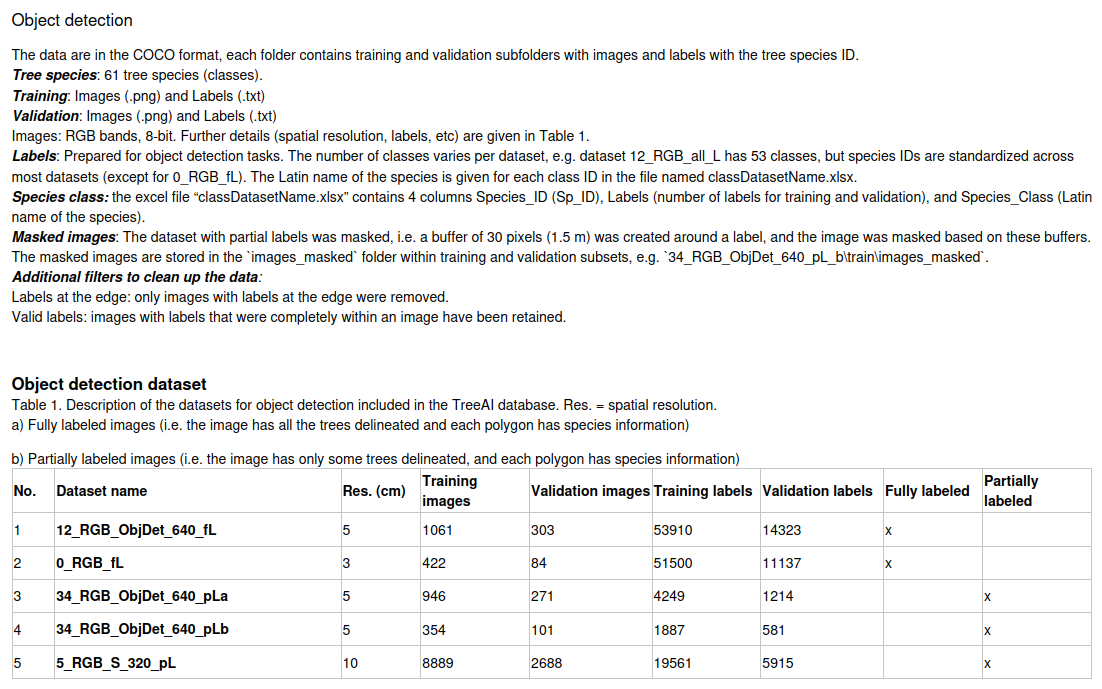 Object detection
The data are in the COCO format, each folder contains training and validation subfolders with images and labels with the tree species ID.
Tree species: 61 tree species (classes).
Training: Images (.png) and Labels (.txt)
Validation: Images (.png) and Labels (.txt)
Images: RGB bands, 8-bit. Further details (spatial resolution, labels, etc) are given in Table 1.
Labels: Prepared for object detection tasks. The number of classes varies per dataset, e.g. dataset 12_RGB_all_L has 53 classes, but species IDs are standardized across
most datasets (except for 0_RGB_fL). The Latin name of the species is given for each class ID in the file named classDatasetName.xlsx.
Species class: the excel file “classDatasetName.xlsx” contains 4 columns Species_ID (Sp_ID), Labels (number of labels for training and validation), and Species_Class (Latin
name of the species).
Masked images: The dataset with partial labels was masked, i.e. a buffer of 30 pixels (1.5 m) was created around a label, and the image was masked based on these buffers.
The masked images are stored in the `images_masked` folder within training and validation subsets, e.g. `34_RGB_ObjDet_640_pL_b\train\images_masked`.
Additional filters to clean up the data:
Labels at the edge: only images with labels at the edge were removed.
Valid labels: images with labels that were completely within an image have been retained.
Object detection dataset
Table 1. Description of the datasets for object detection included in the TreeAI database. Res. = spatial resolution.
a) Fully labeled images (i.e. the image has all the trees delineated and each polygon has species information)
b) Partially labeled images (i.e. the image has only some trees delineated, and each polygon has species information)
No. Dataset name Res. (cm) Training images Validation images Training labels Validation labels Fully labeled Partially labeled
1 12_RGB_ObjDet_640_fL 5 1061 303 53910 14323 x
2 0_RGB_fL 3 422 84 51500 11137 x
3 34_RGB_ObjDet_640_pLa 5 946 271 4249 1214 x
4 34_RGB_ObjDet_640_pLb 5 354 101 1887 581 x
5 5_RGB_S_320_pL 10 8889 2688 19561 5915 x